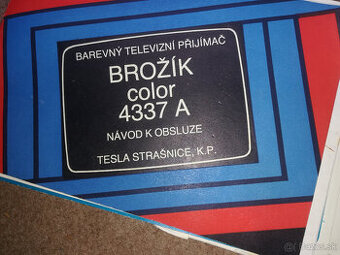 BAREVNÝ TELEVIZNÍ PŘIJÍMAČ
BROŽÍK
color
4337 A
NÁVOD K OBSLUZE
TESLA STRAŠNICE, K.P.